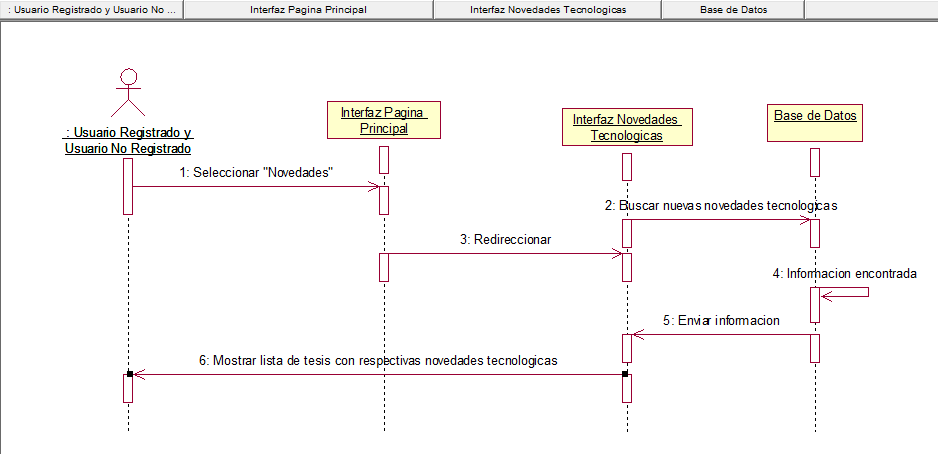 : Usuario Registrado y Usuario No ...
Interfaz Pagina Principal
Interfaz Novedades Tecnologicas
Base de Datos
: Usuario Registrado y
Usuario No Registrado
Interfaz Pagina
Principal
Interfaz Novedades
Tecnologicas
Base de Datos
1: Seleccionar "Novedades"
2: Buscar nuevas novedades tecnologicas
3: Redireccionar
4: Informacion encontrada
5: Enviar informacion
6: Mostrar lista de tesis con respectivas novedades tecnologicas